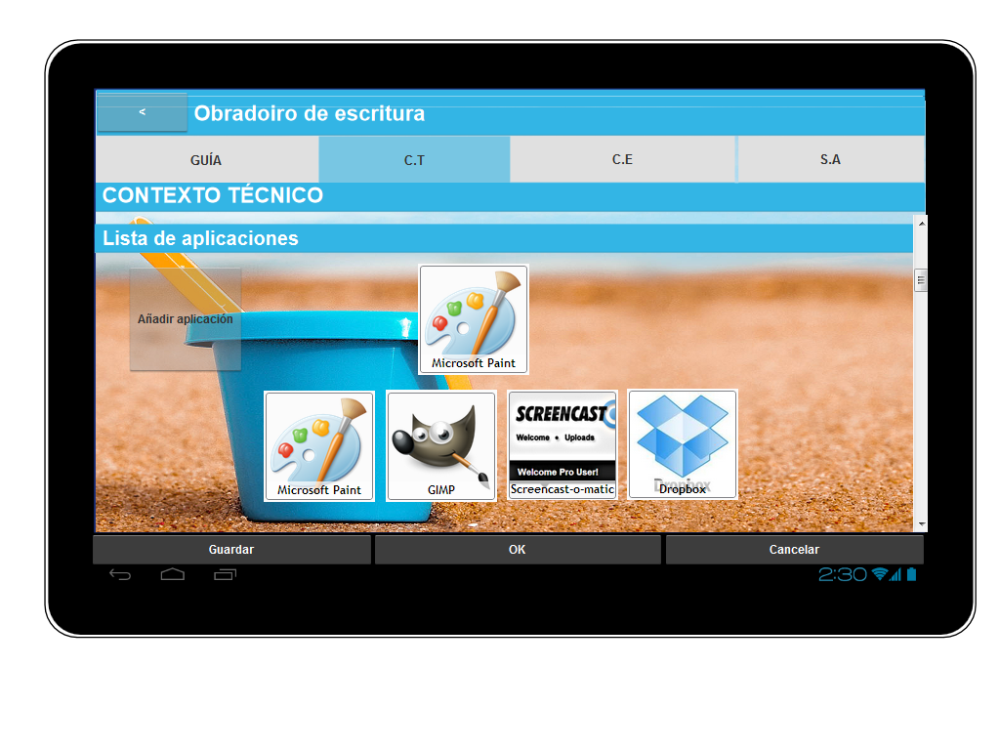 <
Obradoiro de escritura
GUÍA
C.T
C.E
S.A
CONTEXTO TÉCNICO
Lista de aplicaciones
Añadir aplicación
Microsoft Paint
Microsoft Paint
GIMP
SCREENCAST
Welcome • Uploads
Welcome Pro User!
Screencast-o-matic
Dropbox
Dropbox
Guardar
OK
Cancelar
2:30